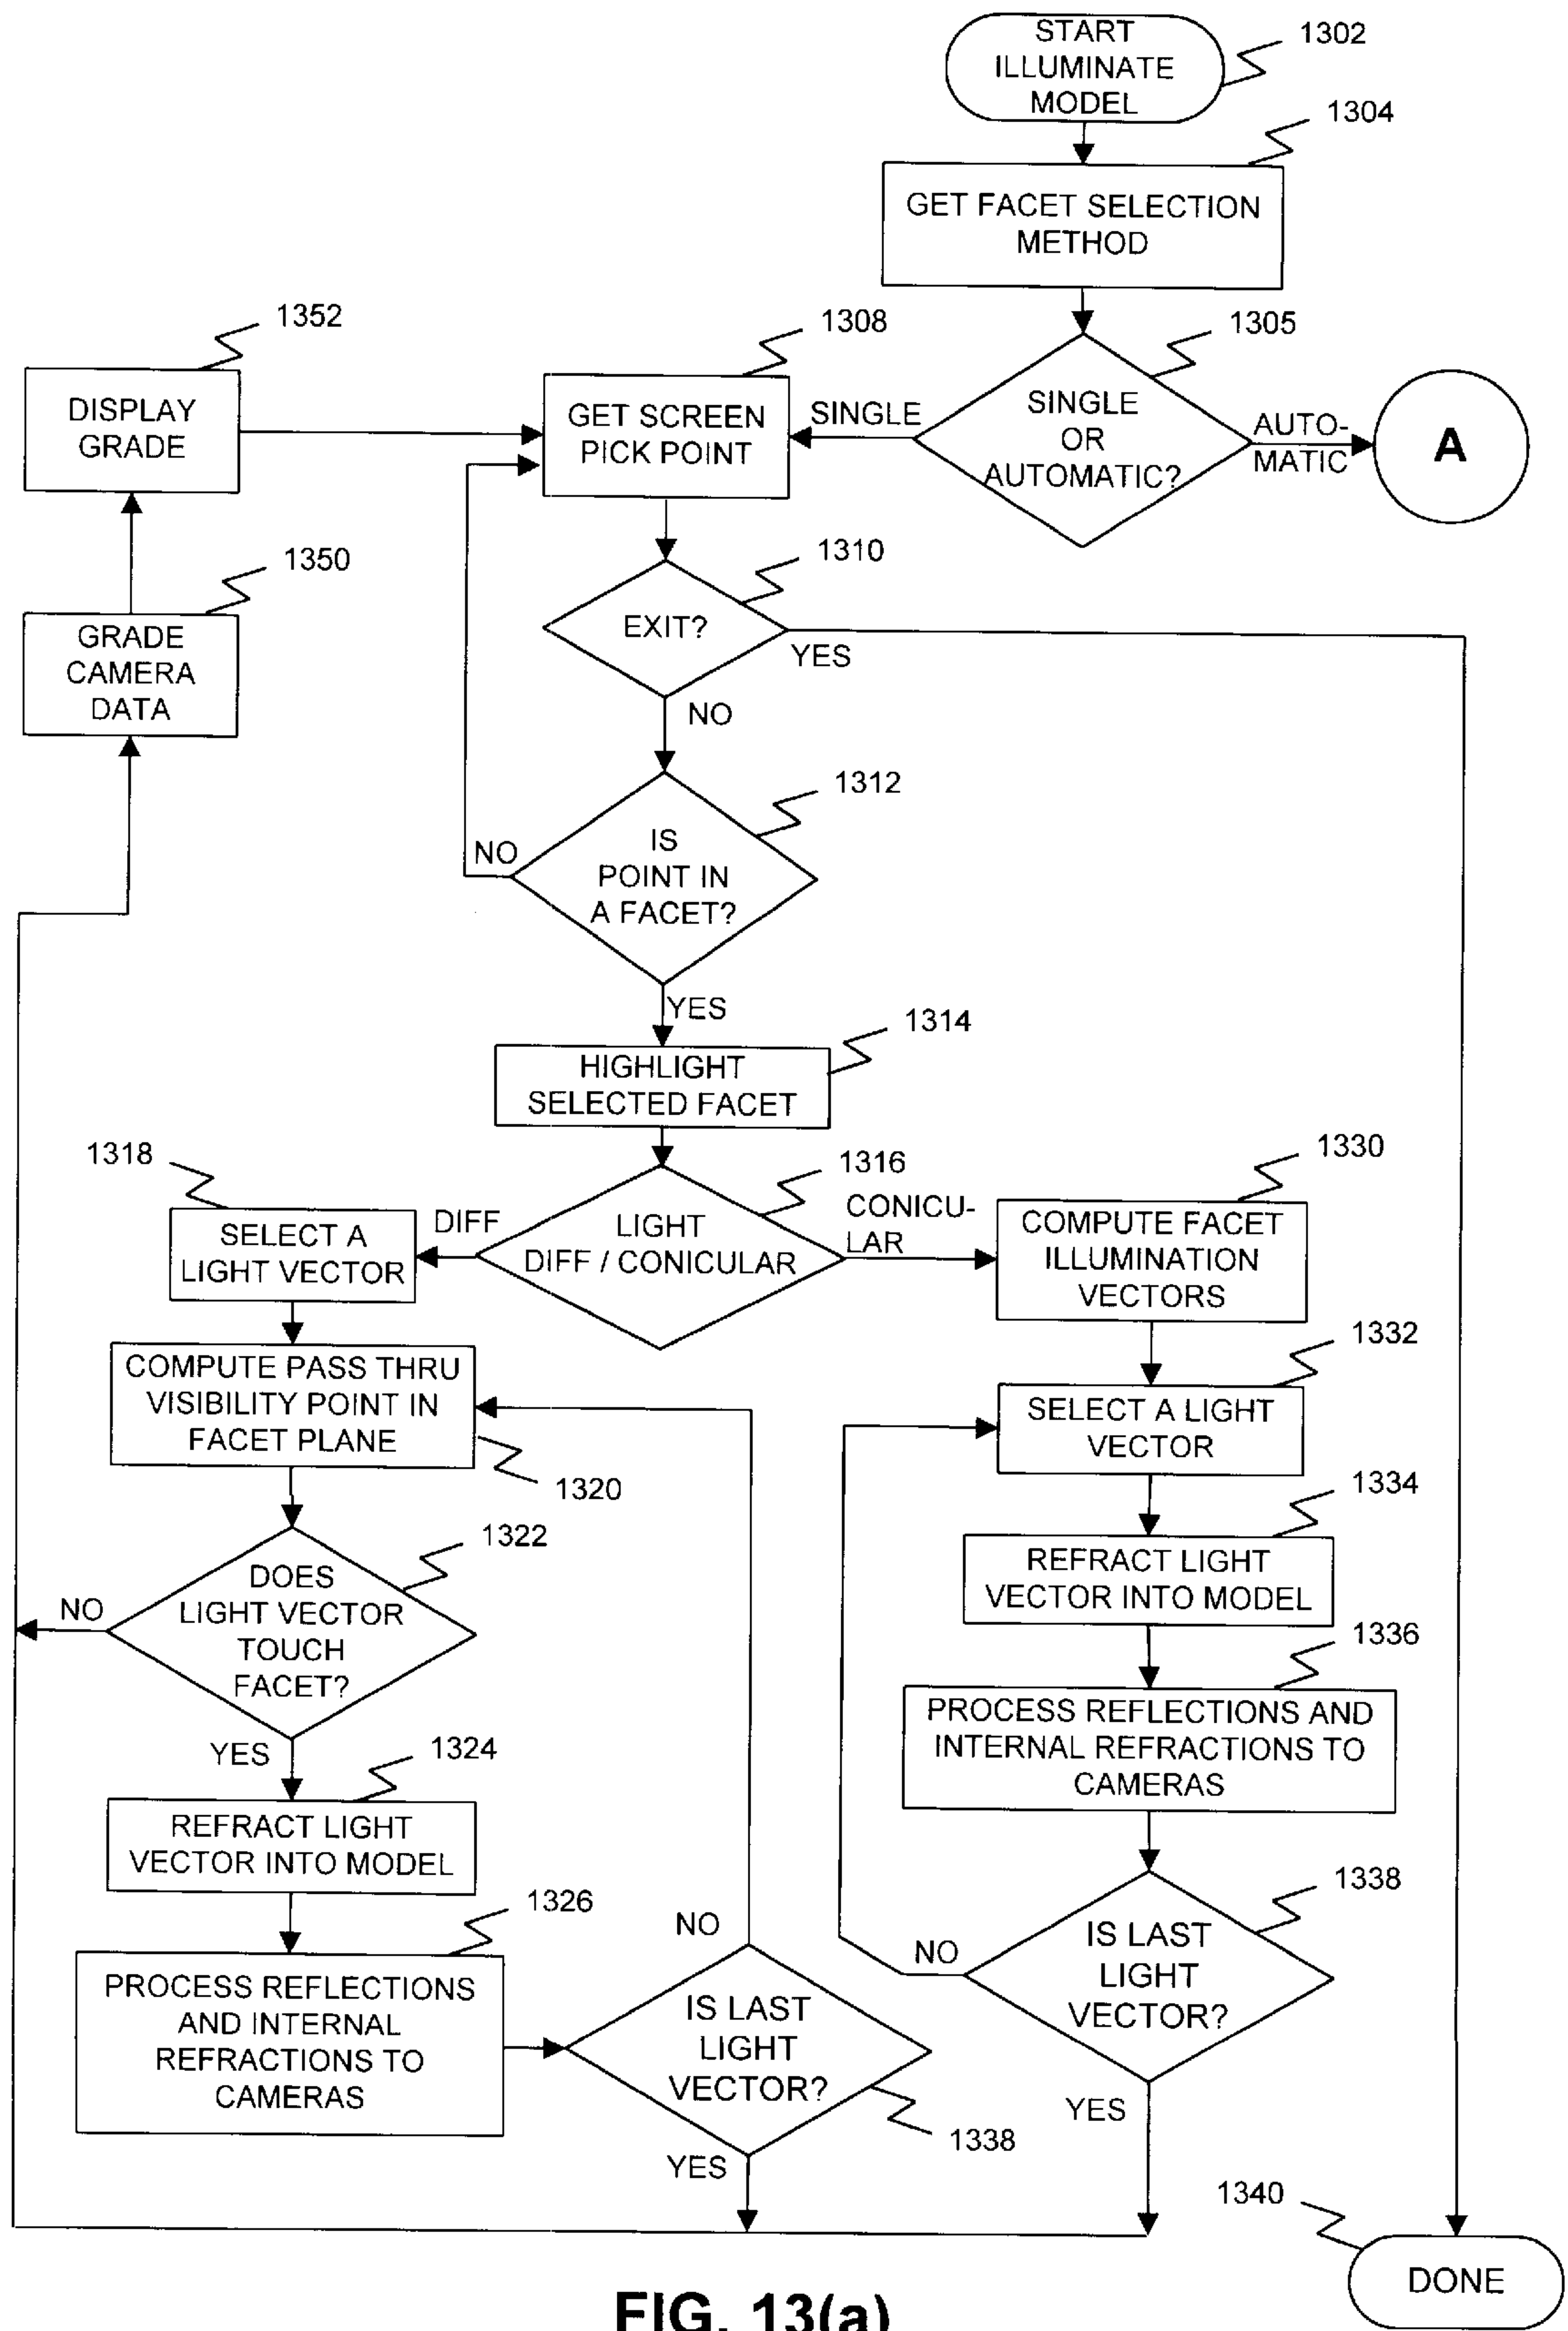 START
ILLUMINATE
MODEL
1302
1304
GET FACET SELECTION
METHOD
1352
1308
1305
DISPLAY
GRADE
GET SCREEN
PICK POINT
SINGLE
SINGLE
OR
AUTOMATIC?
AUTO-
MATIC
A
1350
1310
GRADE
CAMERA
DATA
EXIT?
YES
NO
1312
IS
POINT IN
A FACET?
NO
YES
1314
HIGHLIGHT
SELECTED FACET
1318
1316
1330
SELECT A
LIGHT VECTOR
DIFF
LIGHT
DIFF / CONICULAR
CONICU-
LAR
COMPUTE FACET
ILLUMINATION
VECTORS
1332
COMPUTE PASS THRU
VISIBILITY POINT IN
FACET PLANE
1320
SELECT A LIGHT
VECTOR
1334
1322
DOES
LIGHT VECTOR
TOUCH
FACET?
NO
YES
REFRACT LIGHT
VECTOR INTO MODEL
1336
PROCESS REFLECTIONS AND
INTERNAL REFRACTIONS TO
CAMERAS
1324
REFRACT LIGHT
VECTOR INTO MODEL
1326
1338
NO
NO
IS LAST
LIGHT
VECTOR?
PROCESS REFLECTIONS
AND INTERNAL
REFRACTIONS TO
CAMERAS
IS LAST
LIGHT
VECTOR?
1338
YES
YES
1340
DONE
FIG. 13(a)